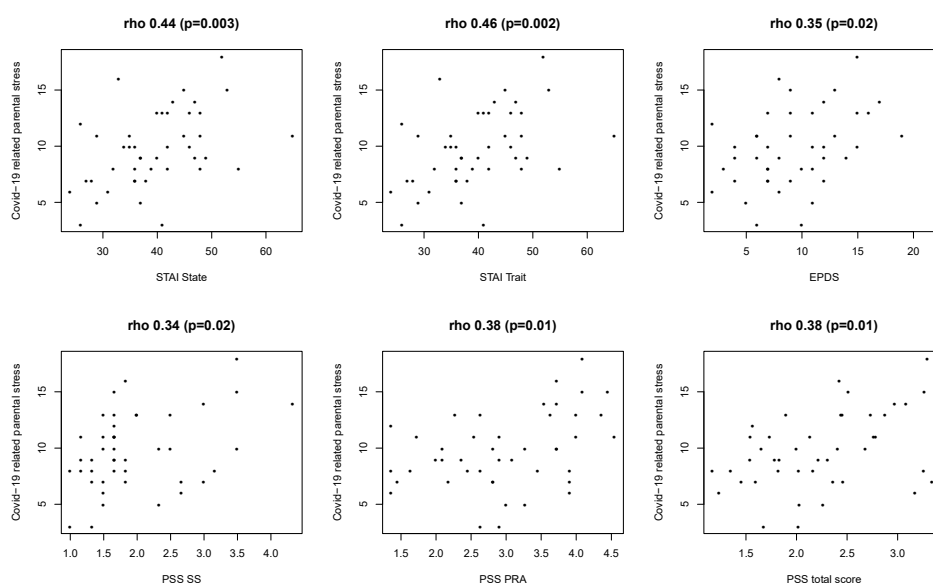 rho 0.44 (p=0.003)
rho 0.46 (p=0.002)
rho 0.35 (p=0.02)
Covid−19 related parental stress
5
10
15
30
40
50
60
STAI State
Covid−19 related parental stress
5
10
15
30
40
50
60
STAI Trait
Covid−19 related parental stress
5
10
15
5
10
15
20
EPDS
rho 0.34 (p=0.02)
rho 0.38 (p=0.01)
rho 0.38 (p=0.01)
Covid−19 related parental stress
5
10
15
1.0
1.5
2.0
2.5
3.0
3.5
4.0
PSS SS
Covid−19 related parental stress
5
10
15
1.5
2.0
2.5
3.0
3.5
4.0
4.5
PSS PRA
Covid−19 related parental stress
5
10
15
1.5
2.0
2.5
3.0
PSS total score